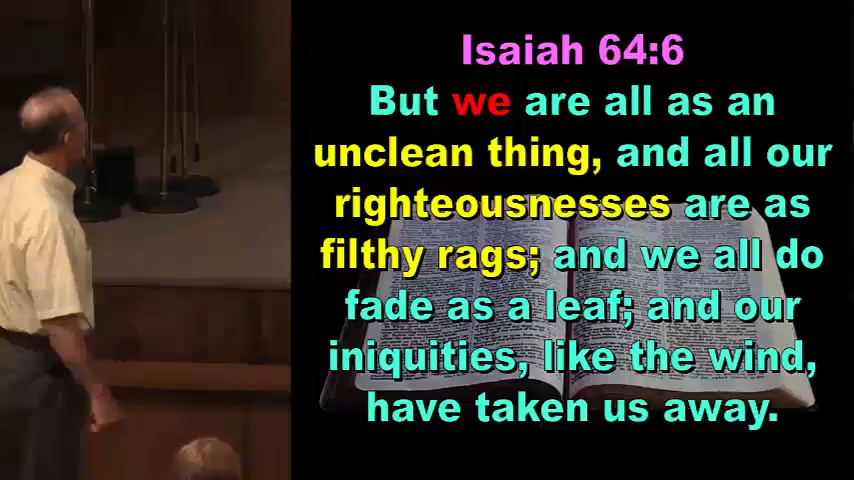 Isaiah 64:6
But we are all as an
unclean thing, and all our
righteousnesses are as
filthy rags; and we all do
fade as a leaf; and our
iniquities, like the wind,
have taken us away.